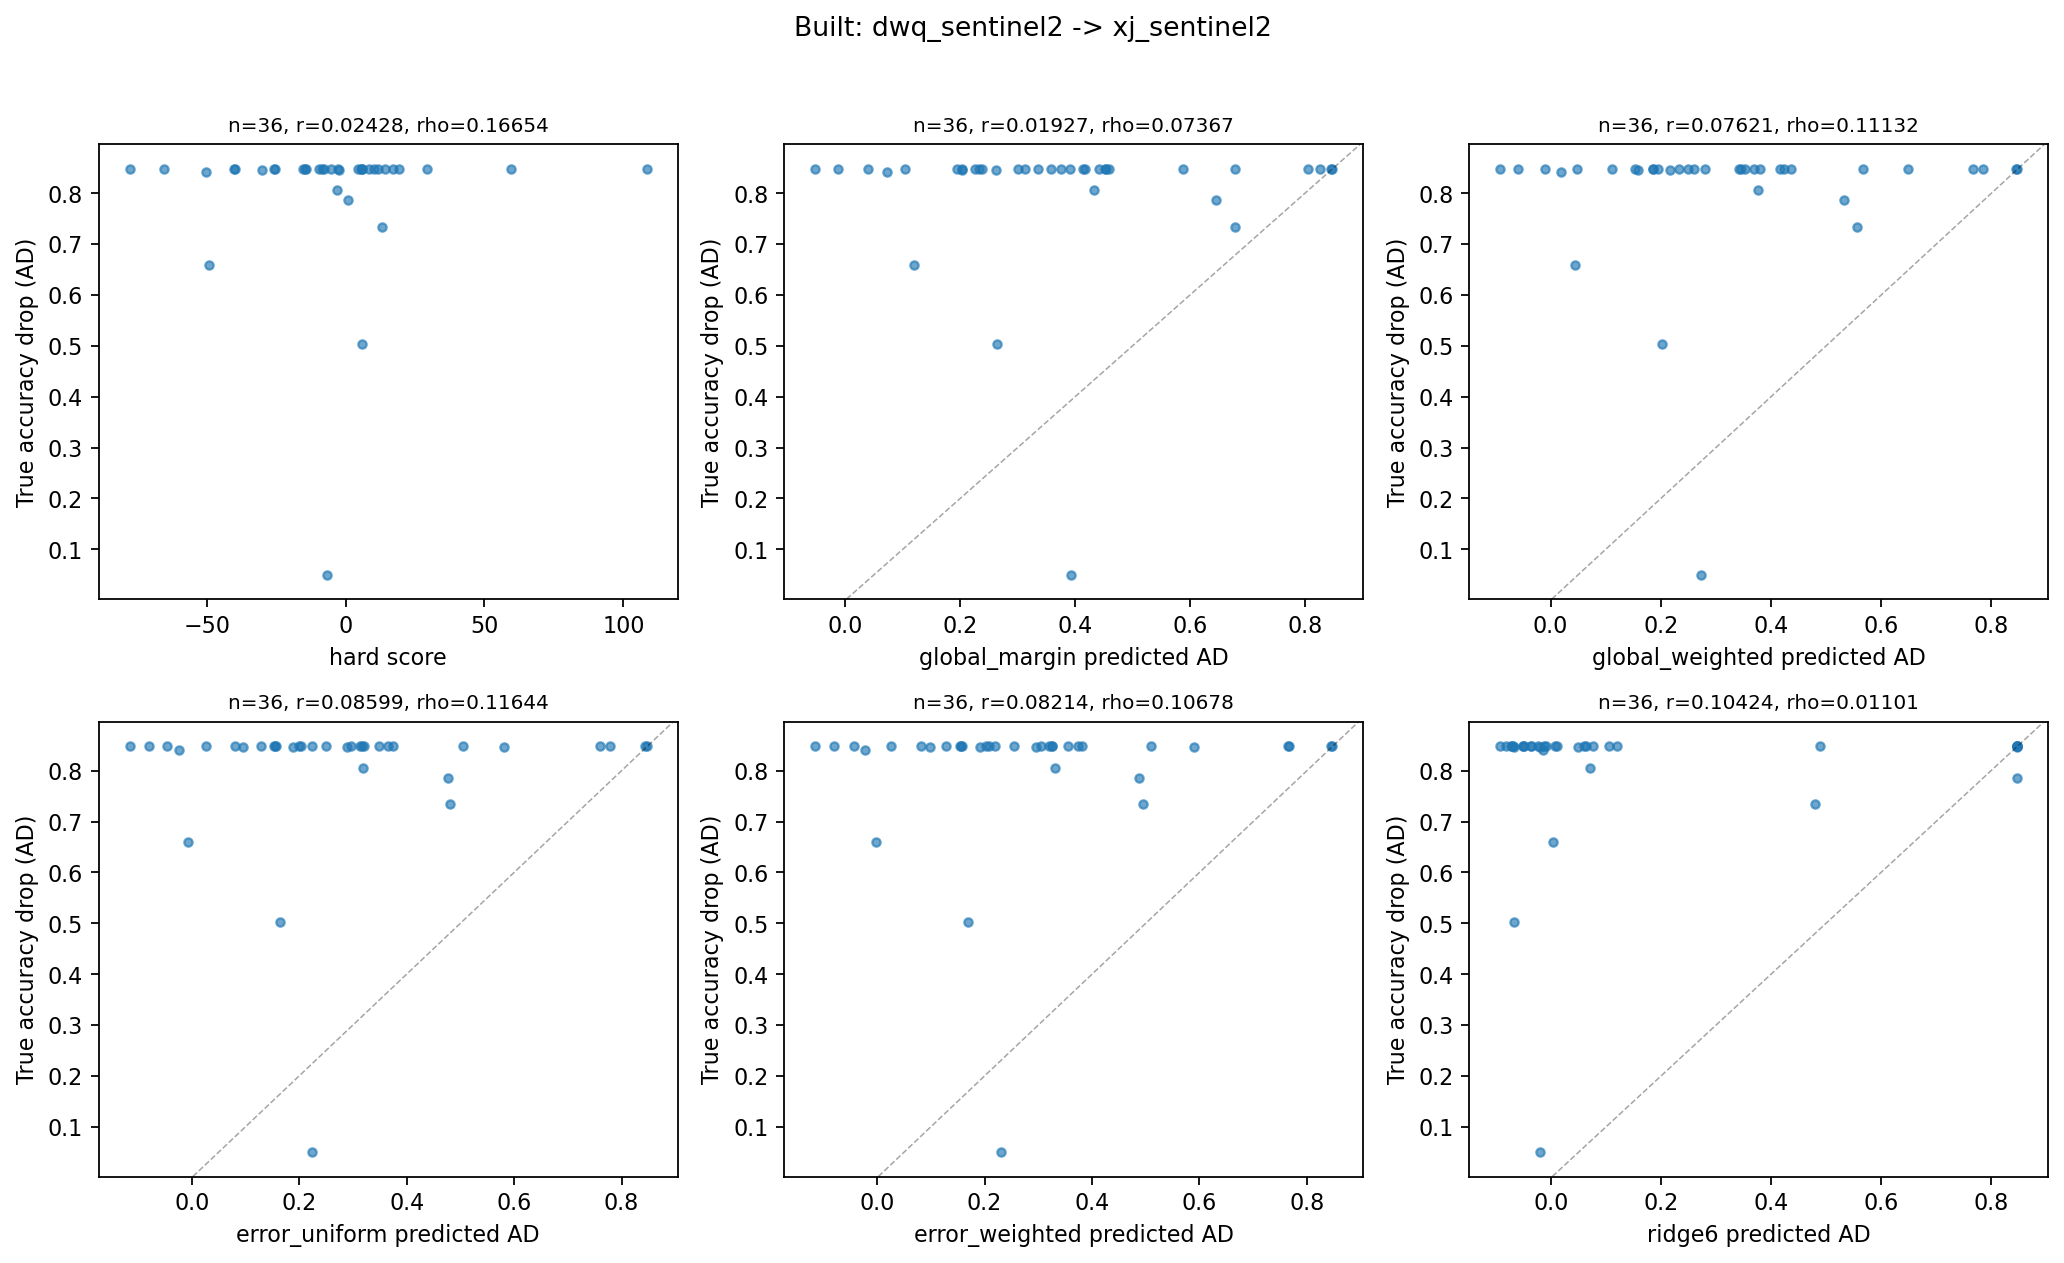 Built: dwq_sentinel2 -> xj_sentinel2
n=36, r=0.02428, rho=0.16654
True accuracy drop (AD)
0.8
0.7
0.6
0.5
0.4
0.3
0.2
0.1
−50 0 50 100
hard score
n=36, r=0.01927, rho=0.07367
True accuracy drop (AD)
0.8
0.7
0.6
0.5
0.4
0.3
0.2
0.1
0.0 0.2 0.4 0.6 0.8
global_margin predicted AD
n=36, r=0.07621, rho=0.11132
True accuracy drop (AD)
0.8
0.7
0.6
0.5
0.4
0.3
0.2
0.1
0.0 0.2 0.4 0.6 0.8
global_weighted predicted AD
n=36, r=0.08599, rho=0.11644
True accuracy drop (AD)
0.8
0.7
0.6
0.5
0.4
0.3
0.2
0.1
0.0 0.2 0.4 0.6 0.8
error_uniform predicted AD
n=36, r=0.08214, rho=0.10678
True accuracy drop (AD)
0.8
0.7
0.6
0.5
0.4
0.3
0.2
0.1
0.0 0.2 0.4 0.6 0.8
error_weighted predicted AD
n=36, r=0.10424, rho=0.01101
True accuracy drop (AD)
0.8
0.7
0.6
0.5
0.4
0.3
0.2
0.1
0.0 0.2 0.4 0.6 0.8
ridge6 predicted AD